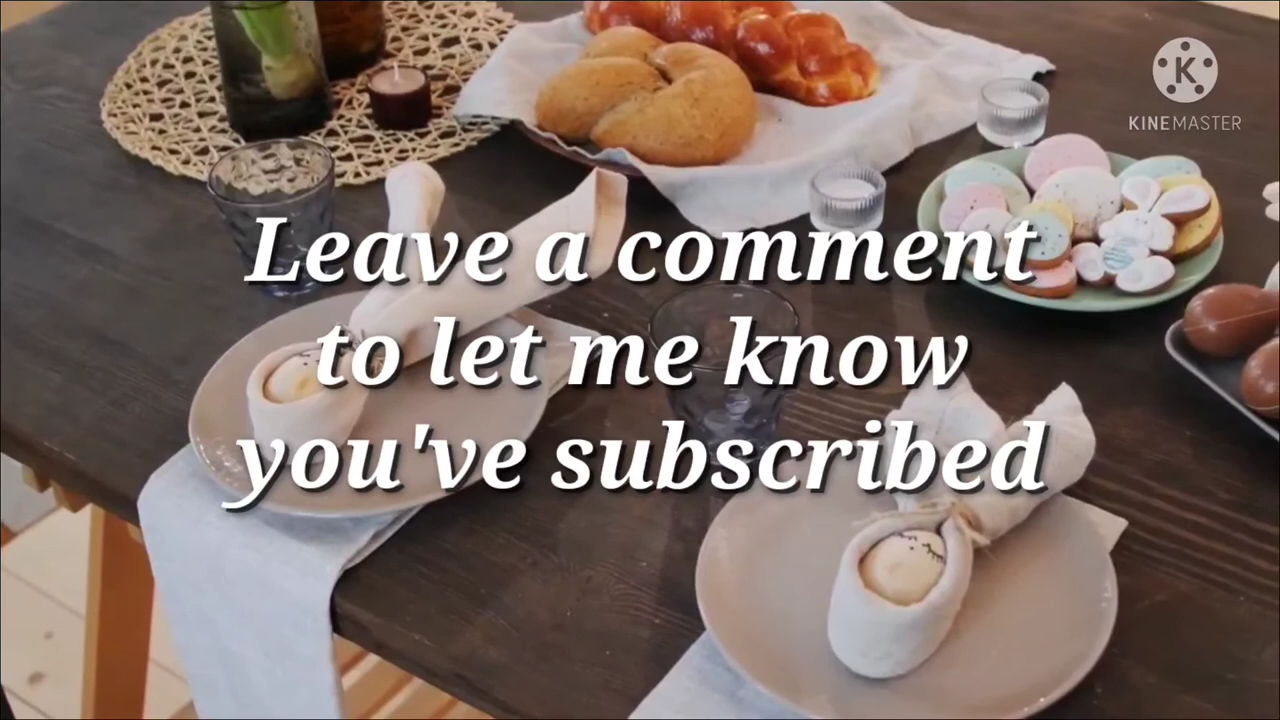 K
KINEMASTER
Leave a comment
to let me know
you've subscribed